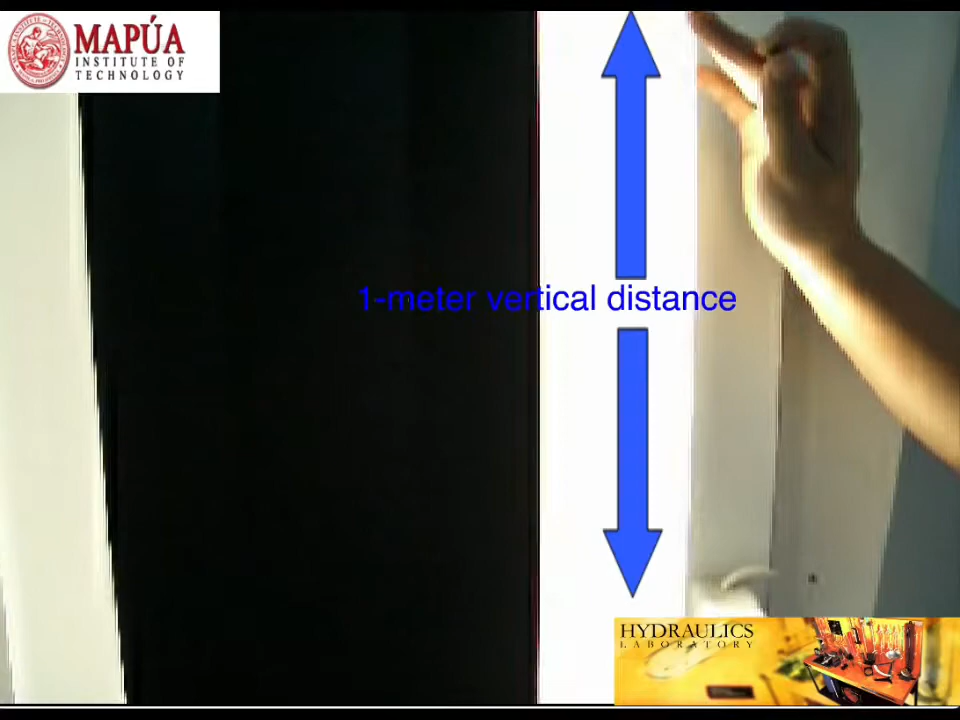 MAPÚA
INSTITUTE OF
TECHNOLOGY
1-meter vertical distance
HYDRAULICS
LABORATORY